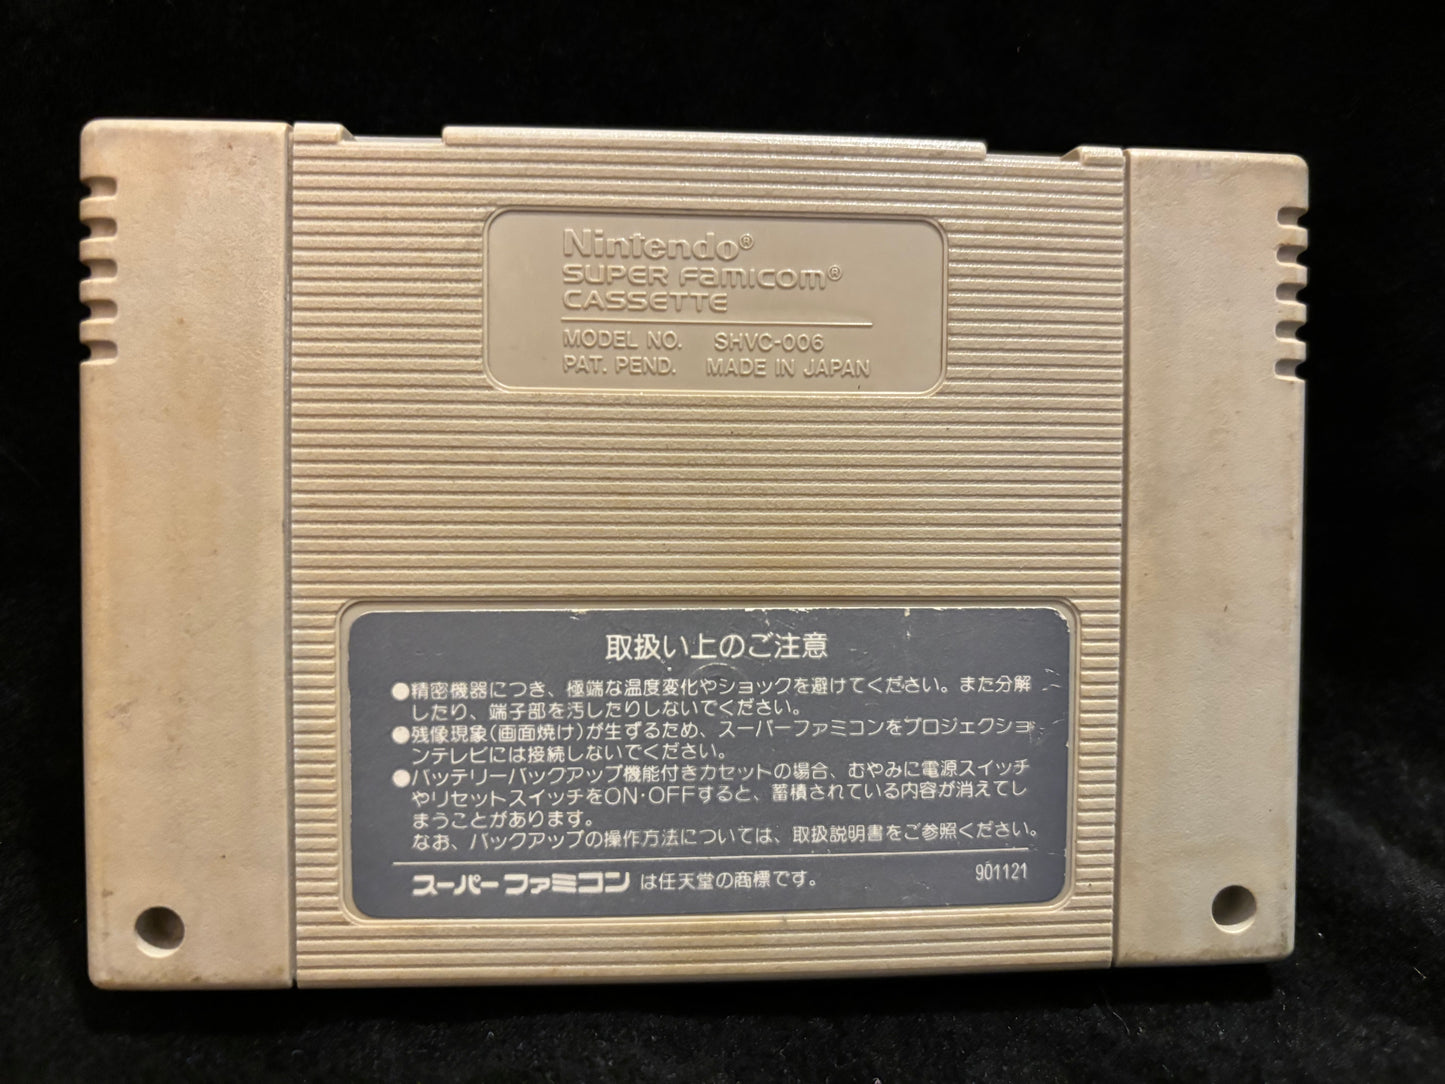 Nintendo®
SUPER FAMICOM®
CASSETTE
MODEL NO. SHVC-006
PAT. PEND. MADE IN JAPAN
取扱い上のご注意
●精密機器につき、極端な温度変化やショックを避けてください。また分解
したり、端子部を汚したりしないでください。
●残像現象(画面焼け)が生ずるため、スーパーファミコンをプロジェクショ
ンテレビには接続しないでください。
●バッテリーバックアップ機能付きカセットの場合、むやみに電源スイッチ
やリセットスイッチをON・OFFすると、蓄積されている内容が消えてし
まうことがあります。
なお、バックアップの操作方法については、取扱説明書をご参照ください。
スーパーファミコン は任天堂の商標です。 901121